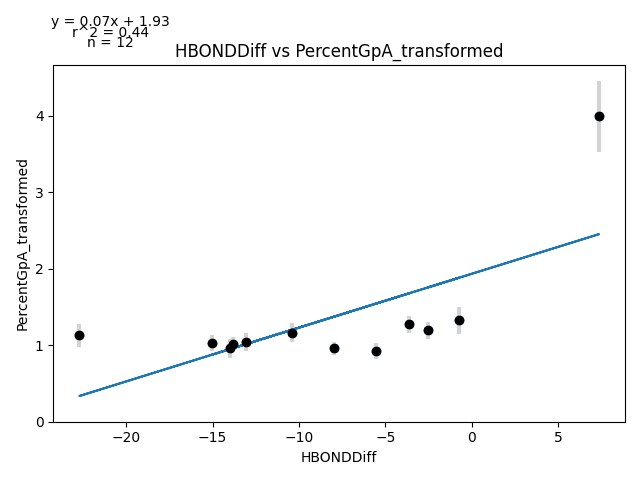 y = 0.07x + 1.93
r^2 = 0.44
n = 12
HBONDDiff vs PercentGpA_transformed
PercentGpA_transformed
4
3
2
1
0
−20
−15
−10
−5
0
5
HBONDDiff